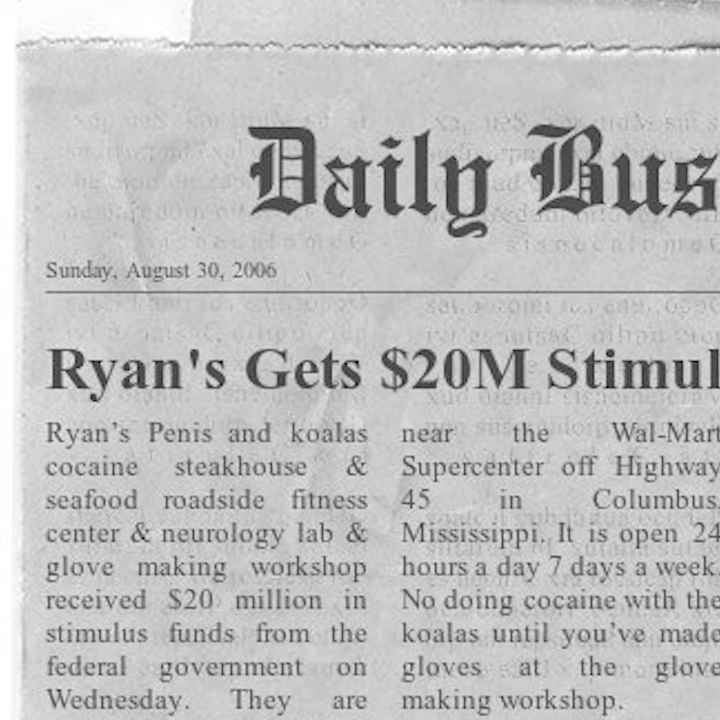 Daily Bus
Sunday, August 30, 2006
Ryan's Gets $20M Stimul
Ryan's Penis and koalas
cocaine steakhouse &
seafood roadside fitness
center & neurology lab &
glove making workshop
received $20 million in
stimulus funds from the
federal government on
Wednesday. They are
near the Wal-Mart
Supercenter off Highway
45 in Columbus,
Mississippi. It is open 24
hours a day 7 days a week.
No doing cocaine with the
koalas until you've made
gloves at the glove
making workshop.